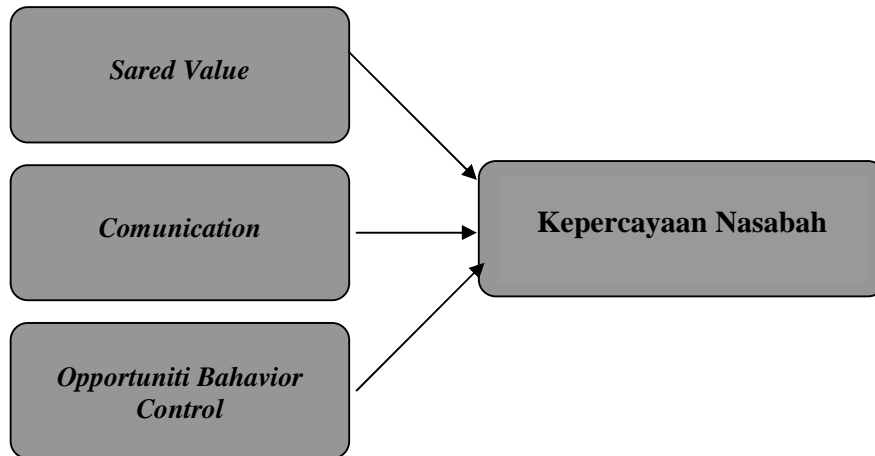 Sared Value
Comunication
Kepercayaan Nasabah
Opportuniti Bahavior
Control